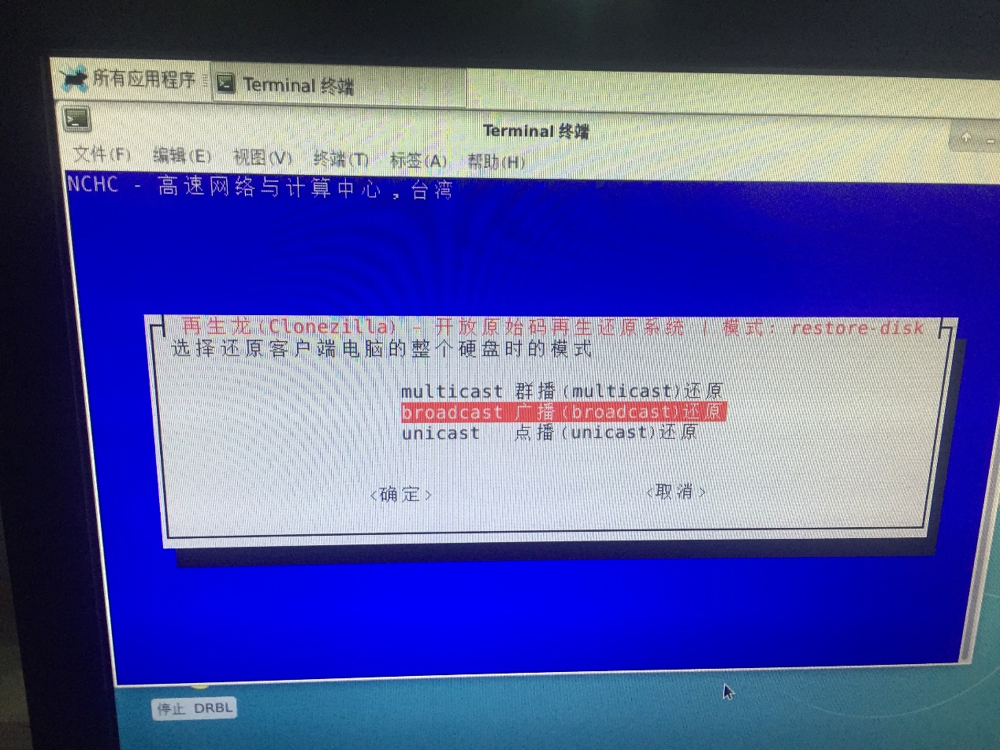 所有应用程序 Terminal 终端
Terminal 终端
文件(F) 编辑(E) 视图(V) 终端(T) 标签(A) 帮助(H)
NCHC - 高速网络与计算中心，台湾
再生龙(Clonezilla) - 开放原始码再生还原系统 | 模式: restore-disk
选择还原客户端电脑的整个硬盘时的模式
multicast 群播(multicast)还原
broadcast 广播(broadcast)还原
unicast 点播(unicast)还原
<确定> <取消>
停止 DRBL